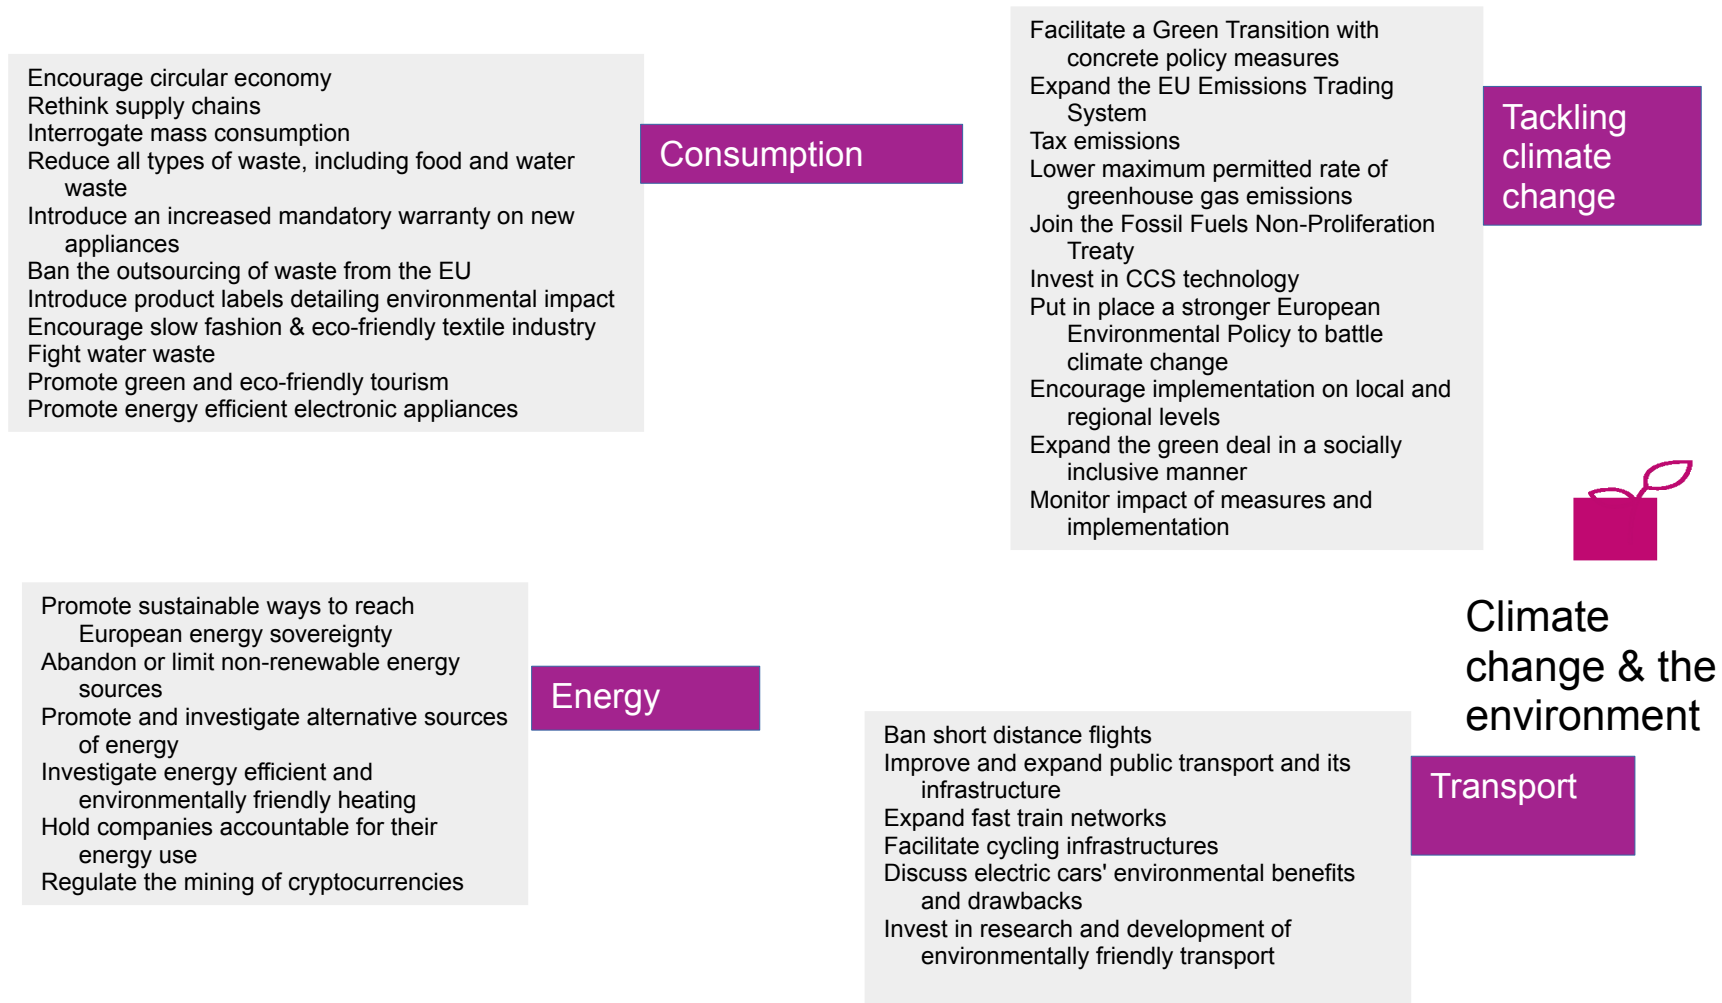 Encourage circular economy
Rethink supply chains
Interrogate mass consumption
Reduce all types of waste, including food and water
waste
Introduce an increased mandatory warranty on new
appliances
Ban the outsourcing of waste from the EU
Introduce product labels detailing environmental impact
Encourage slow fashion & eco-friendly textile industry
Fight water waste
Promote green and eco-friendly tourism
Promote energy efficient electronic appliances
Consumption
Facilitate a Green Transition with
concrete policy measures
Expand the EU Emissions Trading
System
Tax emissions
Lower maximum permitted rate of
greenhouse gas emissions
Join the Fossil Fuels Non-Proliferation
Treaty
Invest in CCS technology
Put in place a stronger European
Environmental Policy to battle
climate change
Encourage implementation on local and
regional levels
Expand the green deal in a socially
inclusive manner
Monitor impact of measures and
implementation
Tackling
climate
change
Promote sustainable ways to reach
European energy sovereignty
Abandon or limit non-renewable energy
sources
Promote and investigate alternative sources
of energy
Investigate energy efficient and
environmentally friendly heating
Hold companies accountable for their
energy use
Regulate the mining of cryptocurrencies
Energy
Climate
change & the
environment
Ban short distance flights
Improve and expand public transport and its
infrastructure
Expand fast train networks
Facilitate cycling infrastructures
Discuss electric cars' environmental benefits
and drawbacks
Invest in research and development of
environmentally friendly transport
Transport